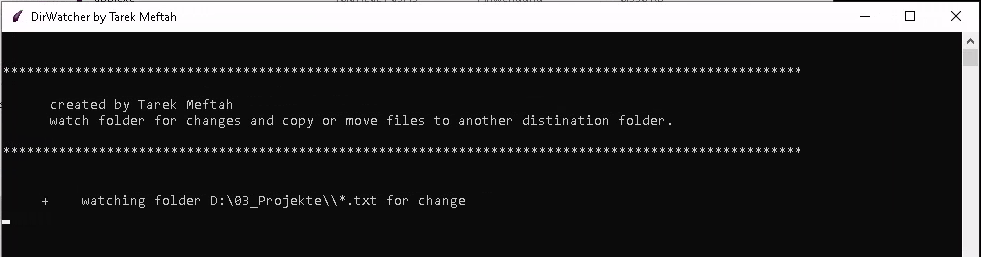 DirWatcher by Tarek Meftah
****************************************************************************************************
created by Tarek Meftah
watch folder for changes and copy or move files to another distination folder.
****************************************************************************************************
+ watching folder D:\03_Projekte\\*.txt for change